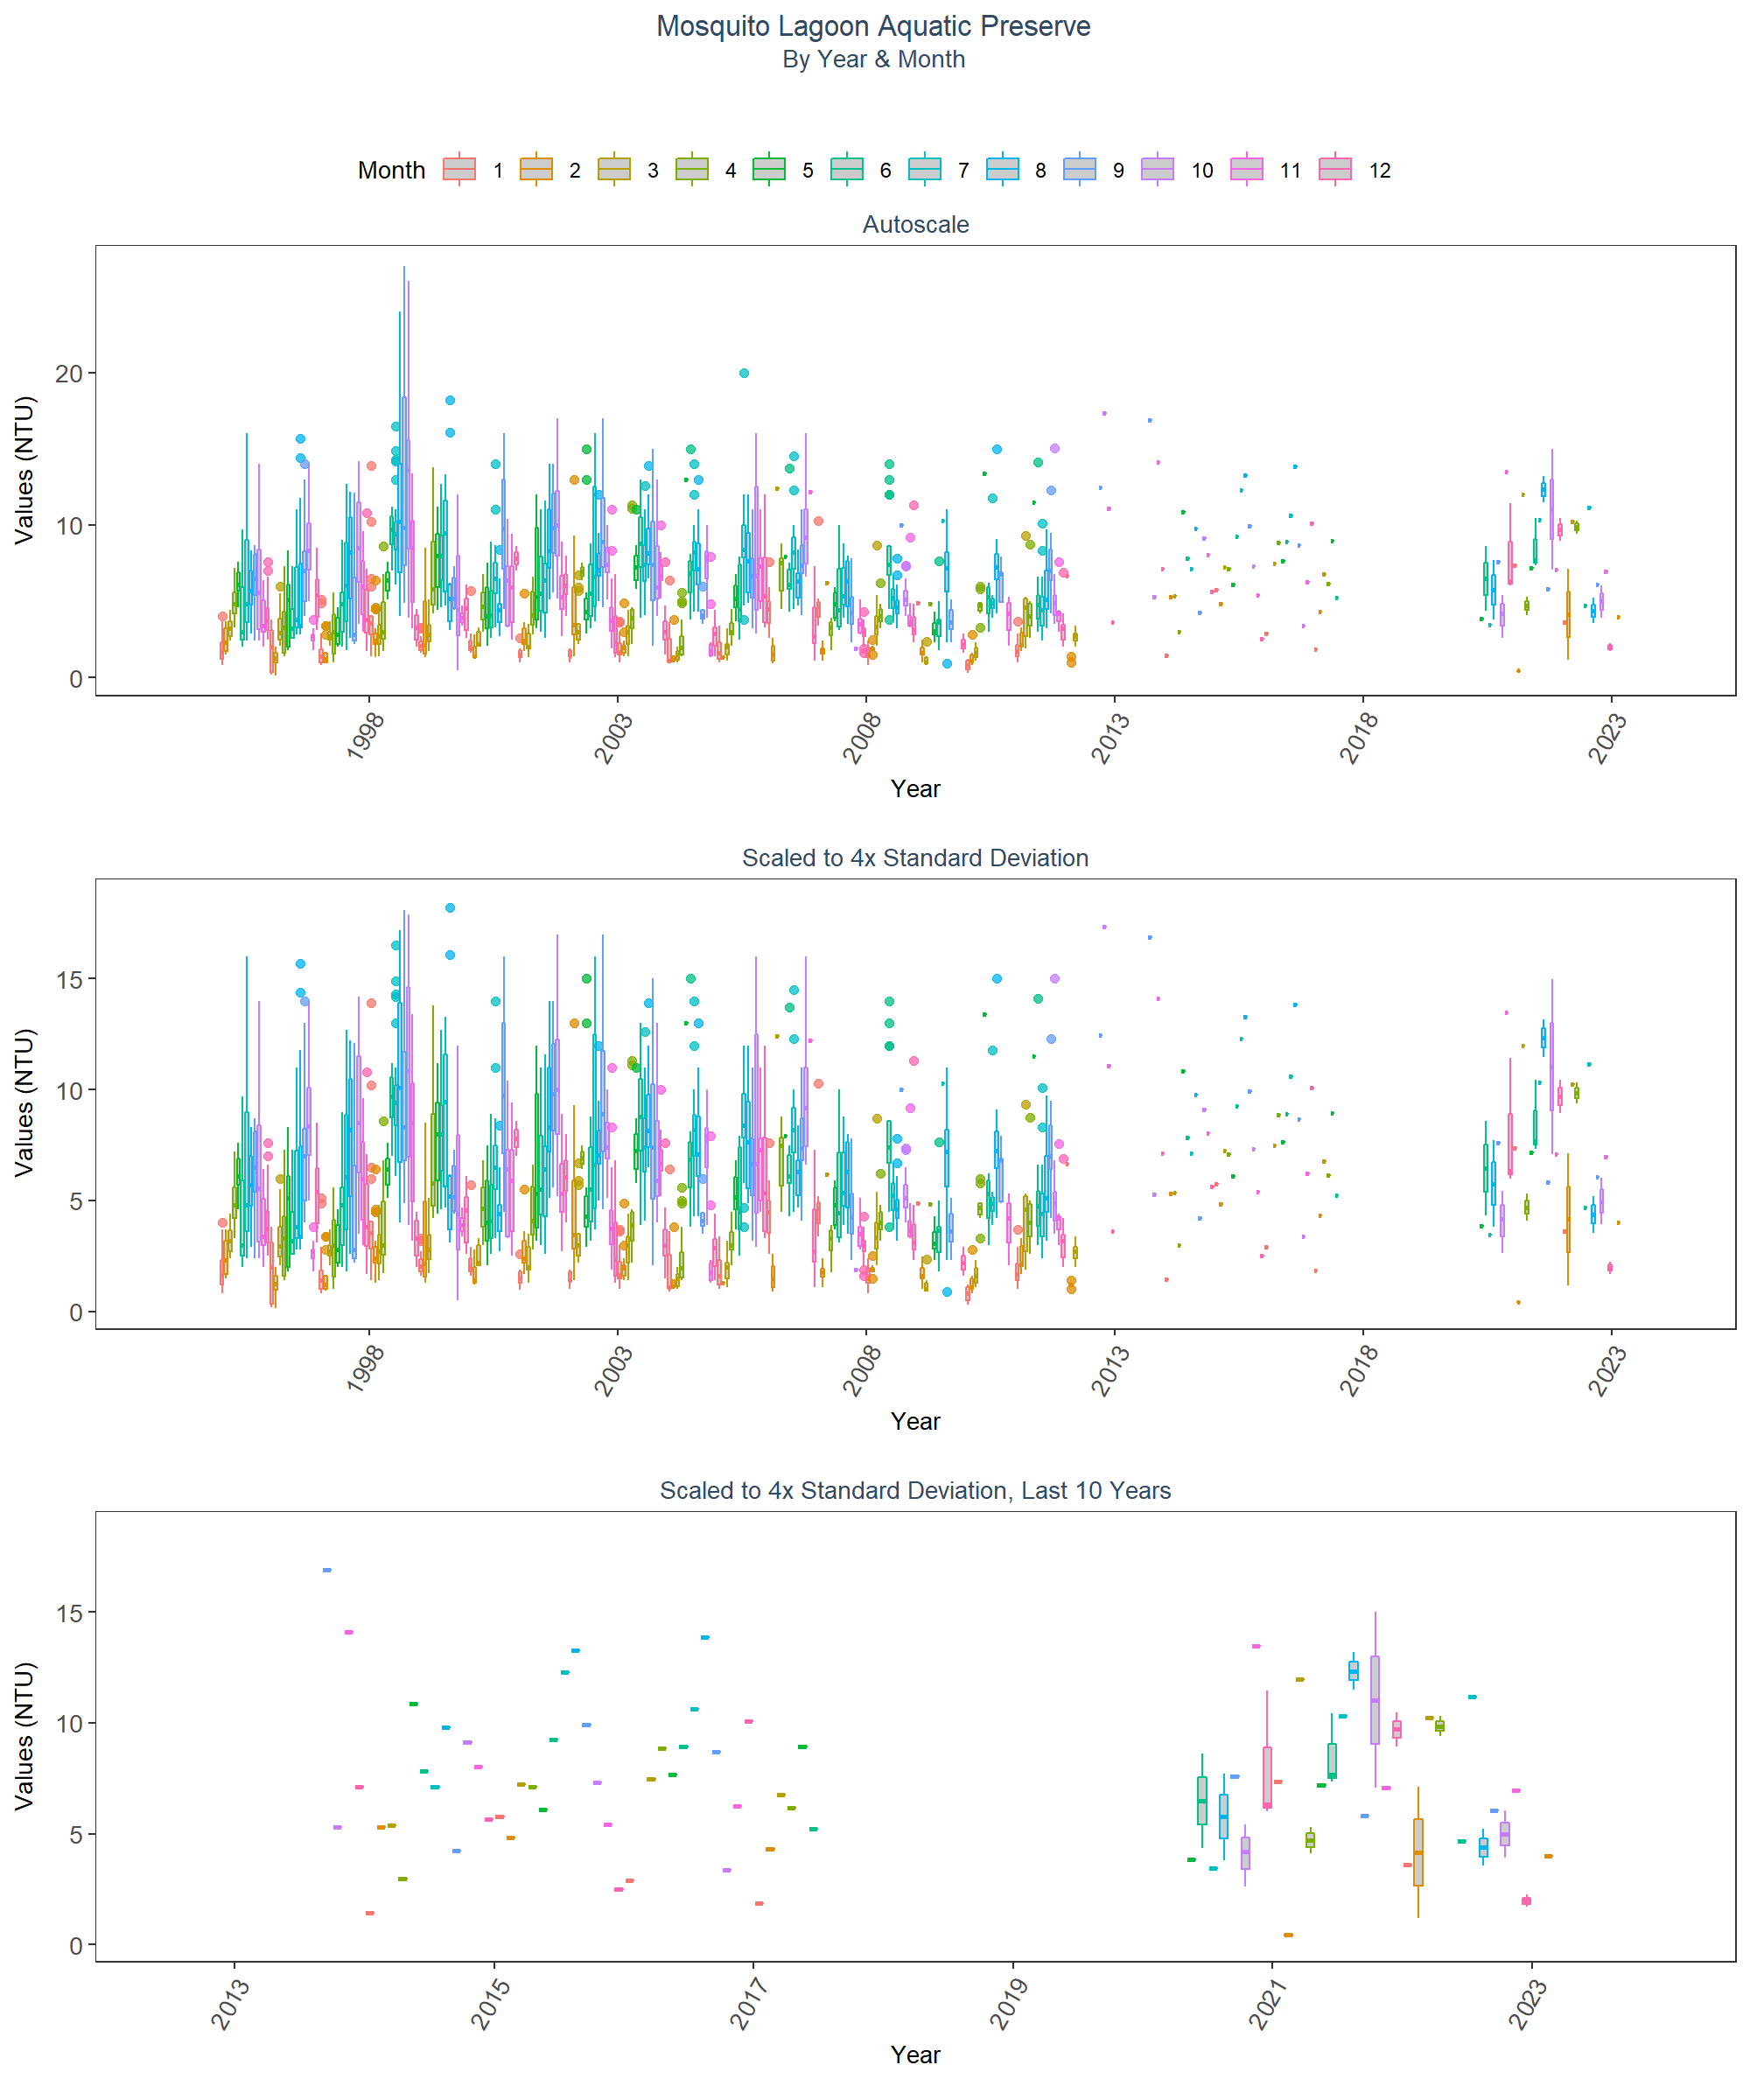 Mosquito Lagoon Aquatic Preserve
By Year & Month
Month 1 2 3 4 5 6 7 8 9 10 11 12
Autoscale
Values (NTU)
20
10
0
1998 2003 2008 2013 2018 2023
Year
Scaled to 4x Standard Deviation
Values (NTU)
15
10
5
0
1998 2003 2008 2013 2018 2023
Year
Scaled to 4x Standard Deviation, Last 10 Years
Values (NTU)
15
10
5
0
2013 2015 2017 2019 2021 2023
Year